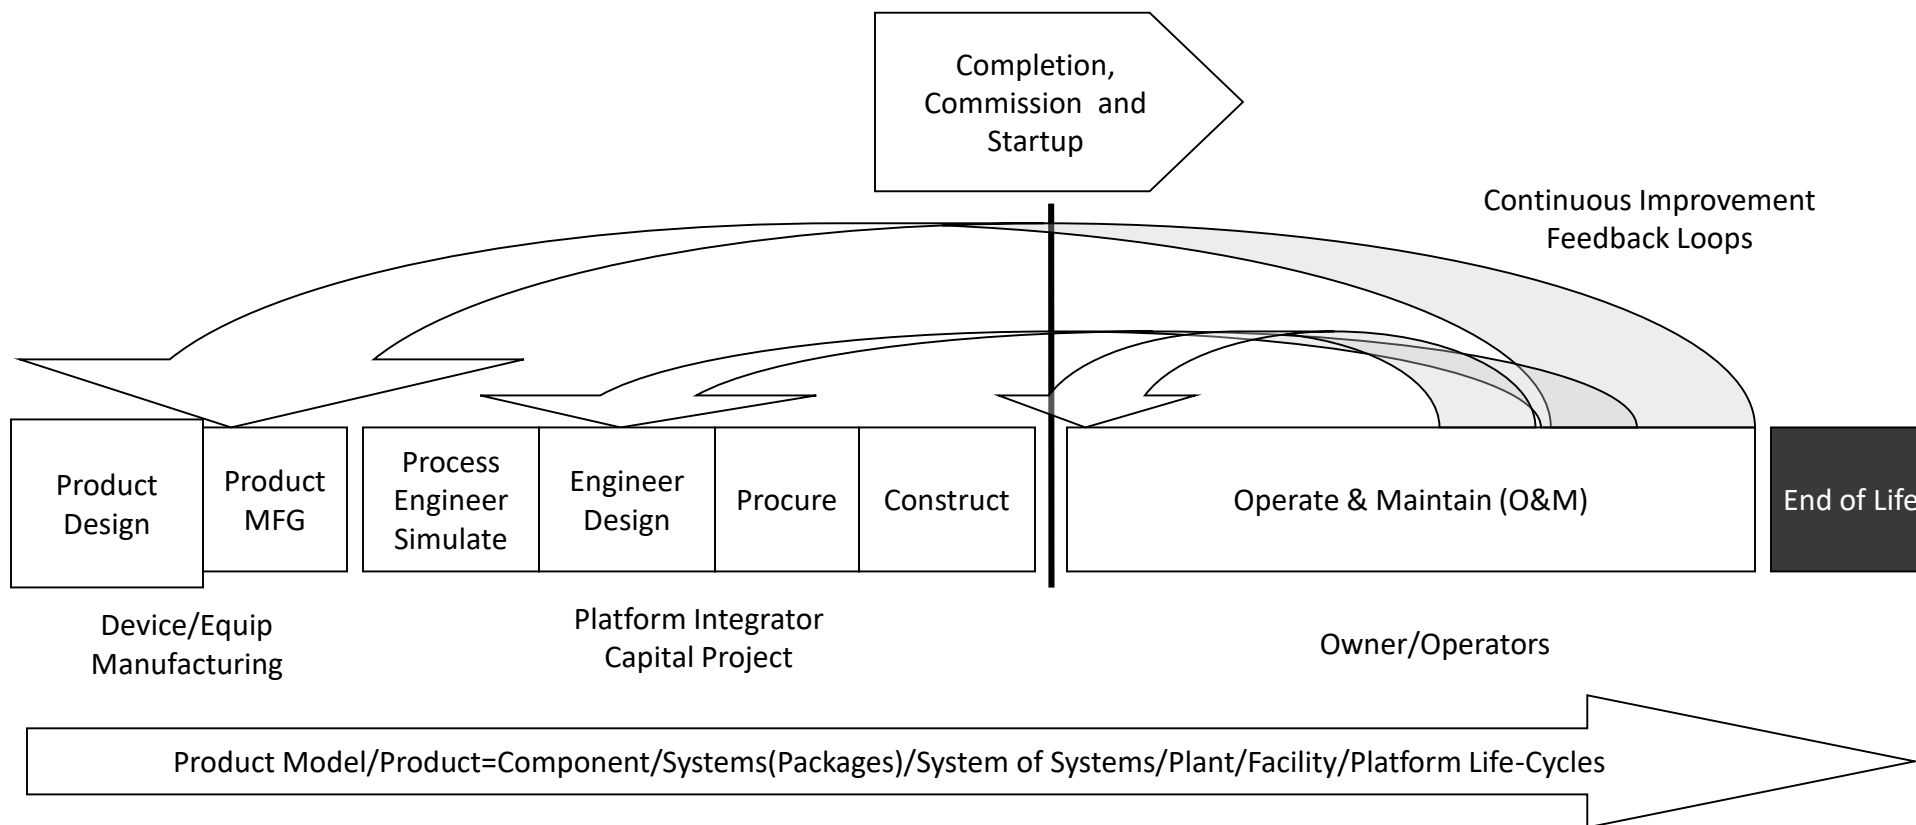 Completion,
Commission and
Startup
Continuous Improvement
Feedback Loops
Product
Design
Product
MFG
Process
Engineer
Simulate
Engineer
Design
Procure
Construct
Operate & Maintain (O&M)
End of Life
Device/Equip
Manufacturing
Platform Integrator
Capital Project
Owner/Operators
Product Model/Product=Component/Systems(Packages)/System of Systems/Plant/Facility/Platform Life-Cycles